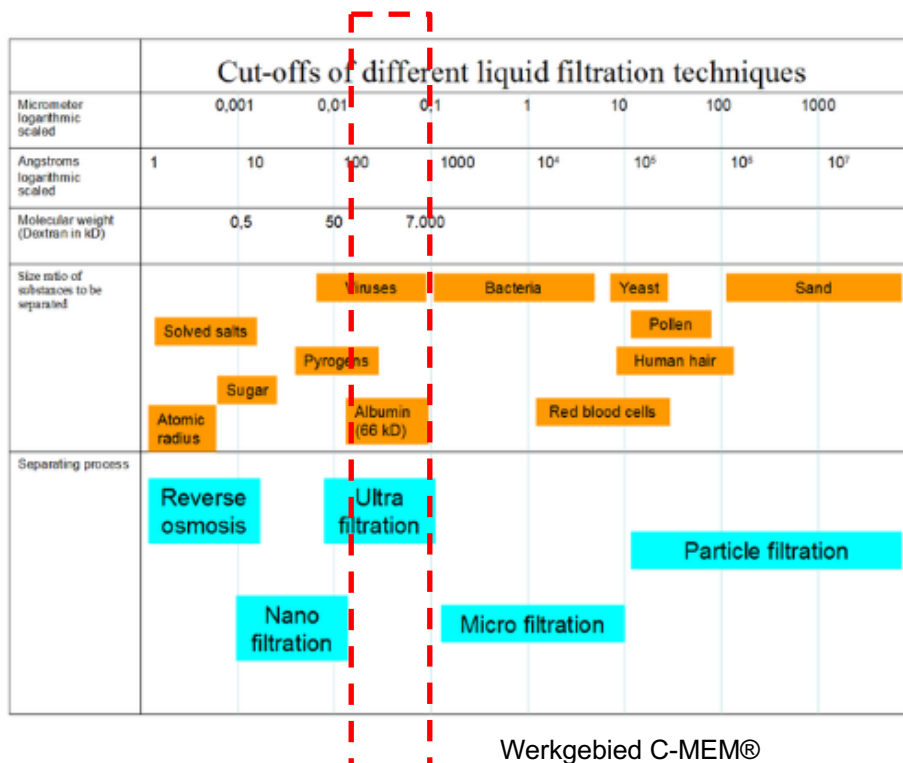 Cut-offs of different liquid filtration techniques
Micrometer
logarithmic
scaled
0,001 0,01 0,1 1 10 100 1000
Angstroms
logarithmic
scaled
1 10 100 1000 10⁴ 10⁵ 10⁶ 10⁷
Molecular weight
(Dextran in kD)
0,5 50 7.000
Size ratio of
substances to be
separated
Viruses Bacteria Yeast Sand
Solved salts Pollen
Pyrogens Human hair
Sugar
Atomic
radius
Albumin
(66 kD)
Red blood cells
Separating process
Reverse
osmosis
Ultra
filtration
Particle filtration
Nano
filtration
Micro filtration
Werkgebied C-MEM®